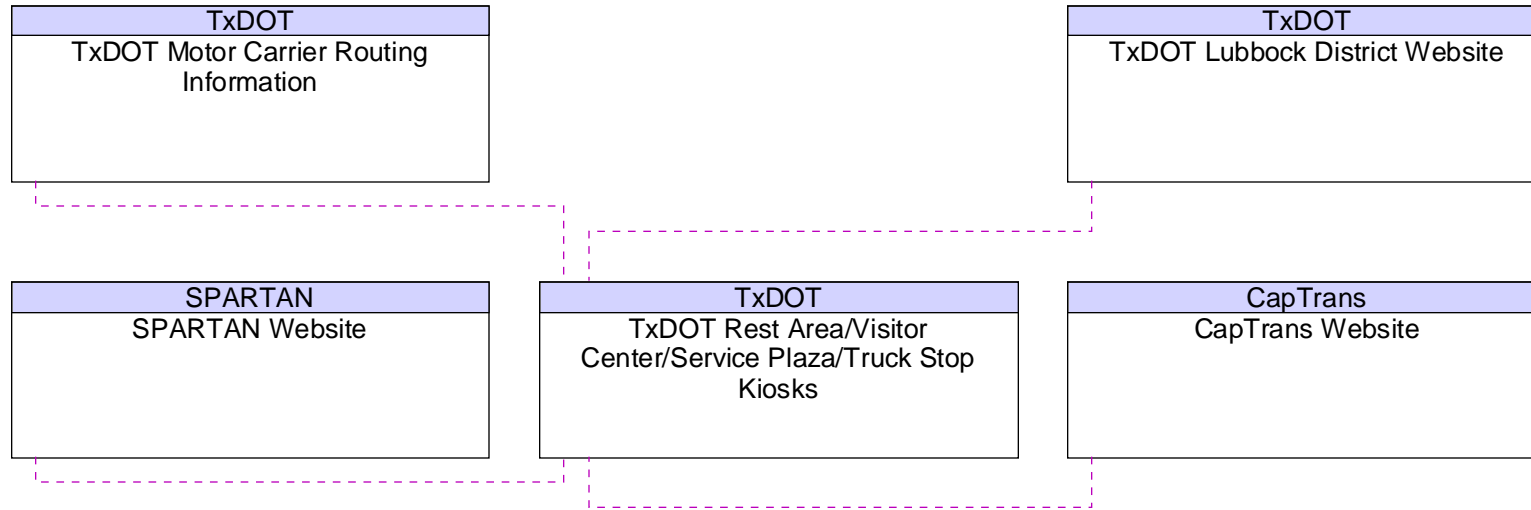 TxDOT
TxDOT Motor Carrier Routing
Information
TxDOT
TxDOT Lubbock District Website
SPARTAN
SPARTAN Website
TxDOT
TxDOT Rest Area/Visitor
Center/Service Plaza/Truck Stop
Kiosks
CapTrans
CapTrans Website